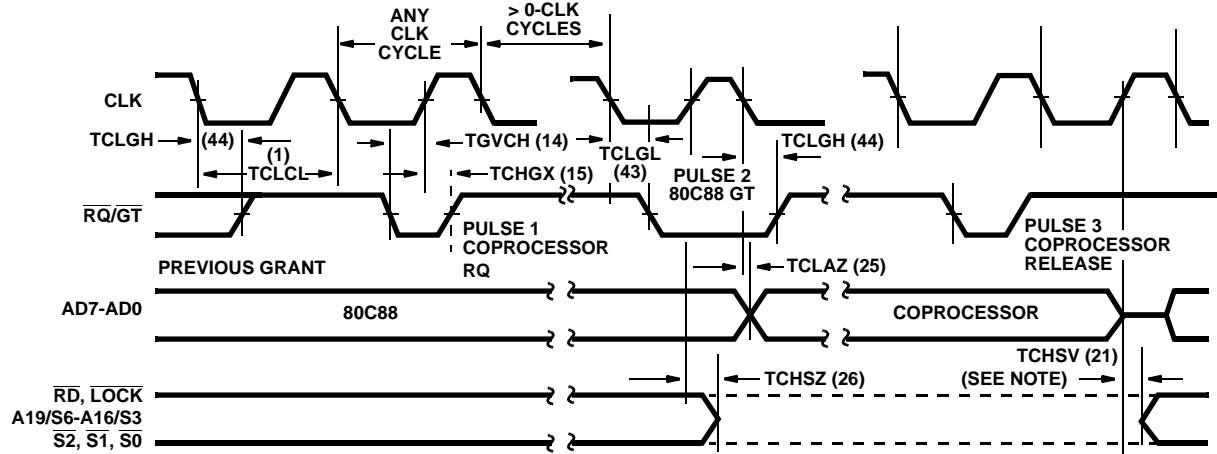 ANY
CLK
CYCLE
> 0-CLK
CYCLES
CLK
TCLGH
(44)
(1)
TCLCL
TGVCH (14)
TCHGX (15)
TCLGL
(43)
PULSE 2
80C88 GT
TCLGH (44)
RQ/GT
PREVIOUS GRANT
PULSE 1
COPROCESSOR
RQ
PULSE 3
COPROCESSOR
RELEASE
TCLAZ (25)
AD7-AD0
80C88
COPROCESSOR
TCHSZ (26)
TCHSV (21)
(SEE NOTE)
RD, LOCK
A19/S6-A16/S3
S2, S1, S0